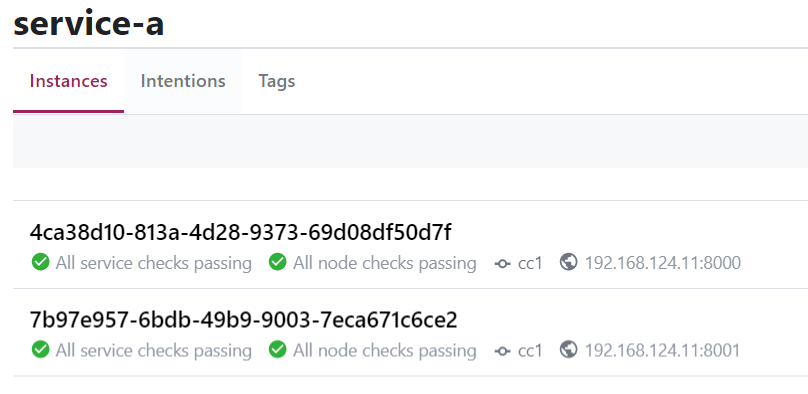 service-a
Instances Intentions Tags
4ca38d10-813a-4d28-9373-69d08df50d7f
All service checks passing All node checks passing cc1 192.168.124.11:8000
7b97e957-6bdb-49b9-9003-7eca671c6ce2
All service checks passing All node checks passing cc1 192.168.124.11:8001